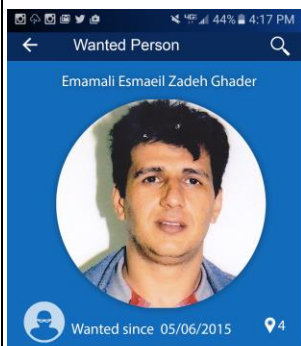 44% 4:17 PM
Wanted Person
Emamali Esmaeil Zadeh Ghader
Wanted since 05/06/2015 4